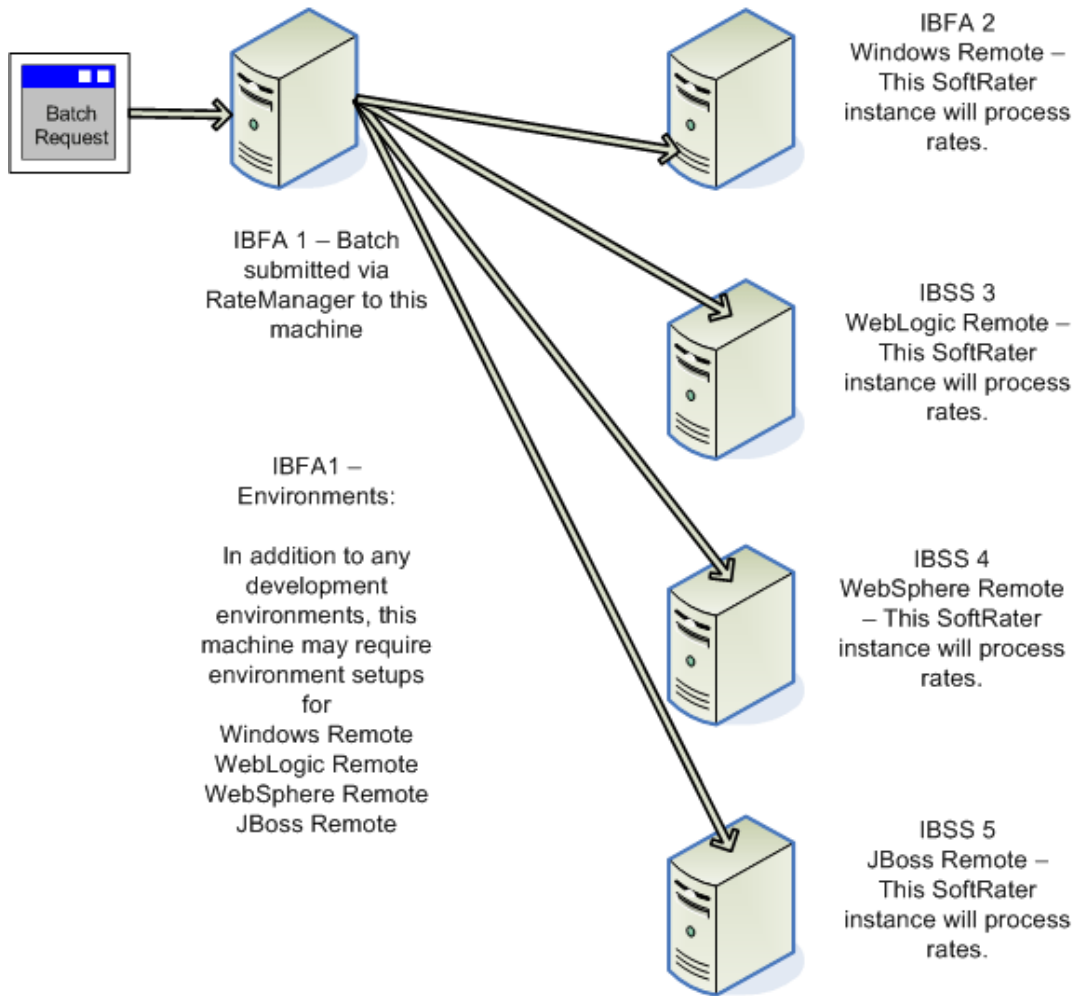 Batch
Request
IBFA 1 – Batch
submitted via
RateManager to this
machine
IBFA1 –
Environments:
In addition to any
development
environments, this
machine may require
environment setups
for
Windows Remote
WebLogic Remote
WebSphere Remote
JBoss Remote
IBFA 2
Windows Remote –
This SoftRater
instance will process
rates.
IBSS 3
WebLogic Remote –
This SoftRater
instance will process
rates.
IBSS 4
WebSphere Remote
– This SoftRater
instance will process
rates.
IBSS 5
JBoss Remote –
This SoftRater
instance will process
rates.